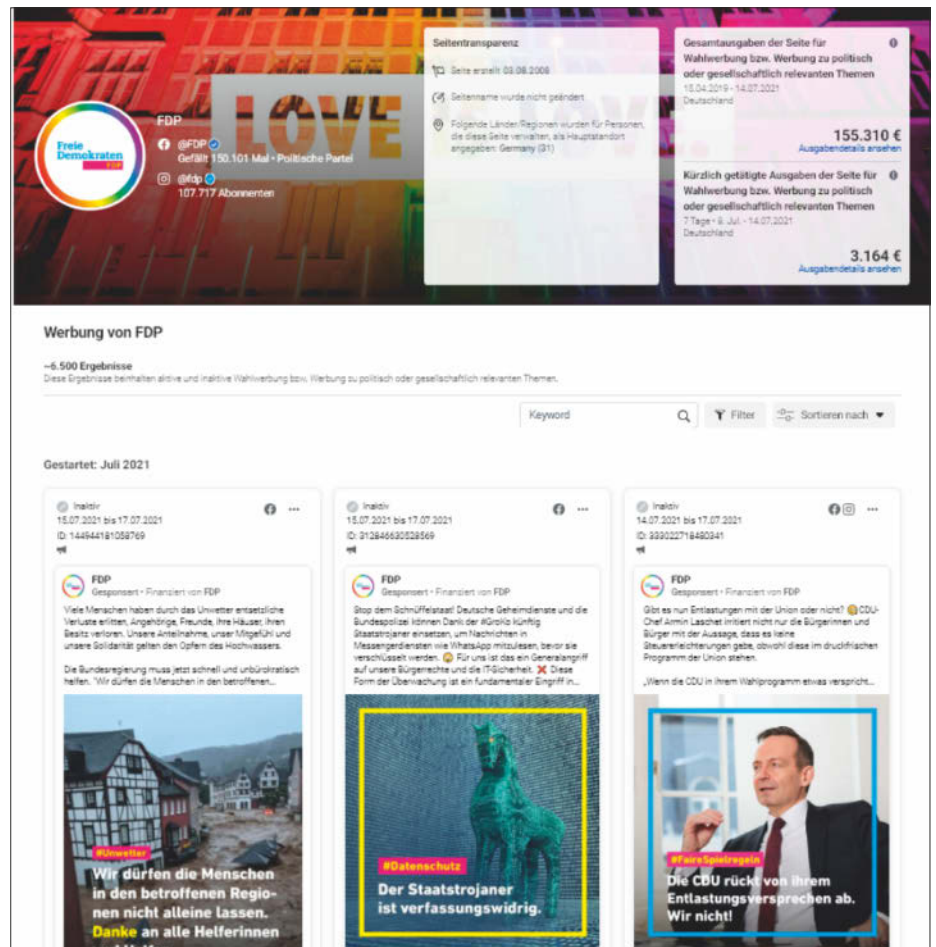 LOVE
Freie
Demokraten
FDP
FDP
@FDP
Gefällt 150.101 Mal • Politische Partei
@fdp
107.717 Abonnenten
Seitentransparenz
Seite erstellt 03.08.2008
Seitenname wurde nicht geändert
Folgende Länder/Regionen wurden für Personen,
die diese Seite verwalten, als Hauptstandort
angegeben: Germany (31)
Gesamtausgaben der Seite für
Wahlwerbung bzw. Werbung zu politisch
oder gesellschaftlich relevanten Themen
15.04.2019 - 14.07.2021
Deutschland
155.310 €
Ausgabendetails ansehen
Kürzlich getätigte Ausgaben der Seite für
Wahlwerbung bzw. Werbung zu politisch
oder gesellschaftlich relevanten Themen
7 Tage • 8. Jul. - 14.07.2021
Deutschland
3.164 €
Ausgabendetails ansehen
Werbung von FDP
~6.500 Ergebnisse
Diese Ergebnisse beinhalten aktive und inaktive Wahlwerbung bzw. Werbung zu politisch oder gesellschaftlich relevanten Themen.
Keyword
Filter
Sortieren nach
Gestartet: Juli 2021
Inaktiv
15.07.2021 bis 17.07.2021
ID: 144944181058769
FDP
Gesponsert • Finanziert von FDP
Viele Menschen haben durch das Unwetter entsetzliche
Verluste erlitten, Angehörige, Freunde, ihre Häuser, ihren
Besitz verloren. Unsere Anteilnahme, unser Mitgefühl und
unsere Solidarität gelten den Opfern des Hochwassers.
Die Bundesregierung muss jetzt schnell und unbürokratisch
helfen. "Wir dürfen die Menschen in den betroffenen...
#Unwetter
Wir dürfen die Menschen
in den betroffenen Regio-
nen nicht alleine lassen.
Danke an alle Helferinnen
Inaktiv
15.07.2021 bis 17.07.2021
ID: 312846630528569
FDP
Gesponsert • Finanziert von FDP
Stop dem Schnüffelstaat! Deutsche Geheimdienste und die
Bundespolizei können Dank der #GroKo künftig
Staatstrojaner einsetzen, um Nachrichten in
Messengerdiensten wie WhatsApp mitzulesen, bevor sie
verschlüsselt werden. 😱 Für uns ist das ein Generalangriff
auf unsere Bürgerrechte und die IT-Sicherheit. ❌ Diese
Form der Überwachung ist ein fundamentaler Eingriff in...
#Datenschutz
Der Staatstrojaner
ist verfassungswidrig.
Inaktiv
14.07.2021 bis 17.07.2021
ID: 333022718480341
FDP
Gesponsert • Finanziert von FDP
Gibt es nun Entlastungen mit der Union oder nicht? 🤔CDU-
Chef Armin Laschet irritiert nicht nur die Bürgerinnen und
Bürger mit der Aussage, dass es keine
Steuererleichterungen gebe, obwohl diese im druckfrischen
Programm der Union stehen.
„Wenn die CDU in ihrem Wahlprogramm etwas verspricht...
#FaireSpielregeln
Die CDU rückt von ihrem
Entlastungsversprechen ab.
Wir nicht!